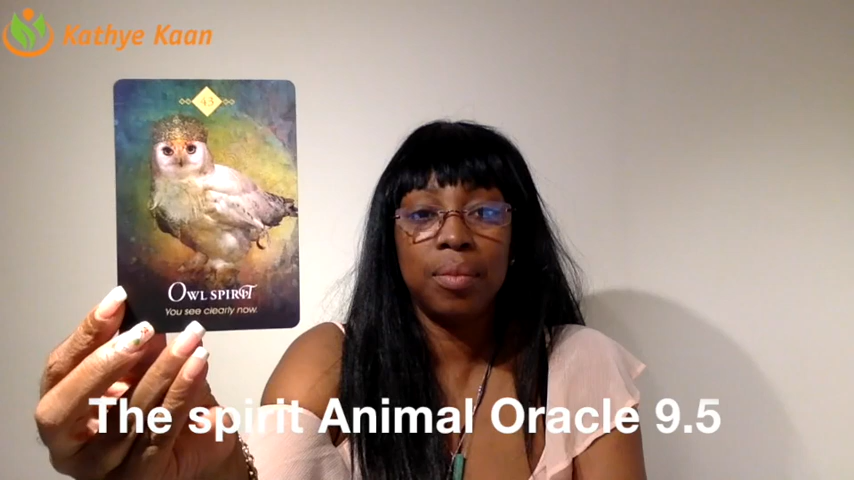 Kathye Kaan
43
OWL SPIRIT
You see clearly now.
The spirit Animal Oracle 9.5